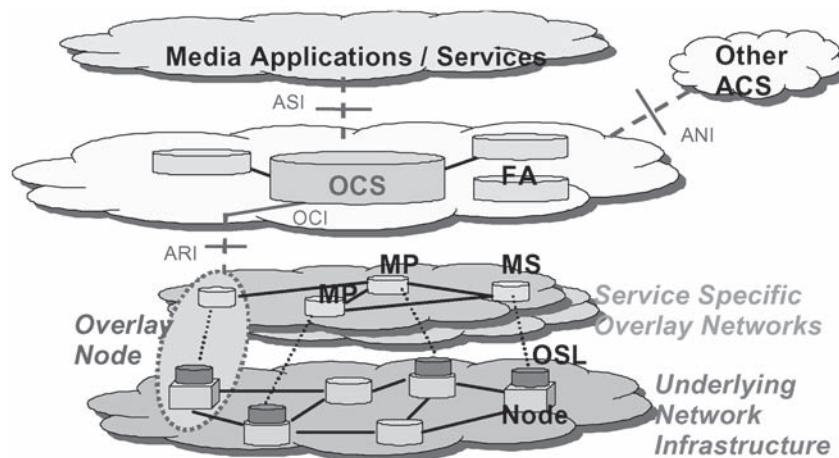 Media Applications / Services
Other
ACS
ASI
ANI
OCS
FA
OCI
ARI
MP
MS
MP
Service Specific
Overlay Networks
Overlay
Node
OSL
Underlying
Network
Infrastructure
Node